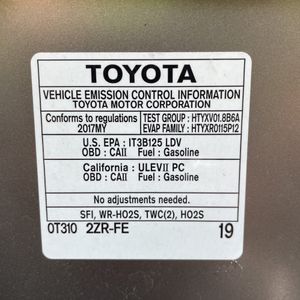 TOYOTA
VEHICLE EMISSION CONTROL INFORMATION
TOYOTA MOTOR CORPORATION
Conforms to regulations TEST GROUP : HTYXV01.8B6A
2017MY EVAP FAMILY : HTYXR0115P12
U.S. EPA : IT3B125 LDV
OBD : CAII Fuel : Gasoline
California : ULEVII PC
OBD : CAII Fuel : Gasoline
No adjustments needed.
SFI, WR-HO2S, TWC(2), HO2S
0T310 2ZR-FE 19